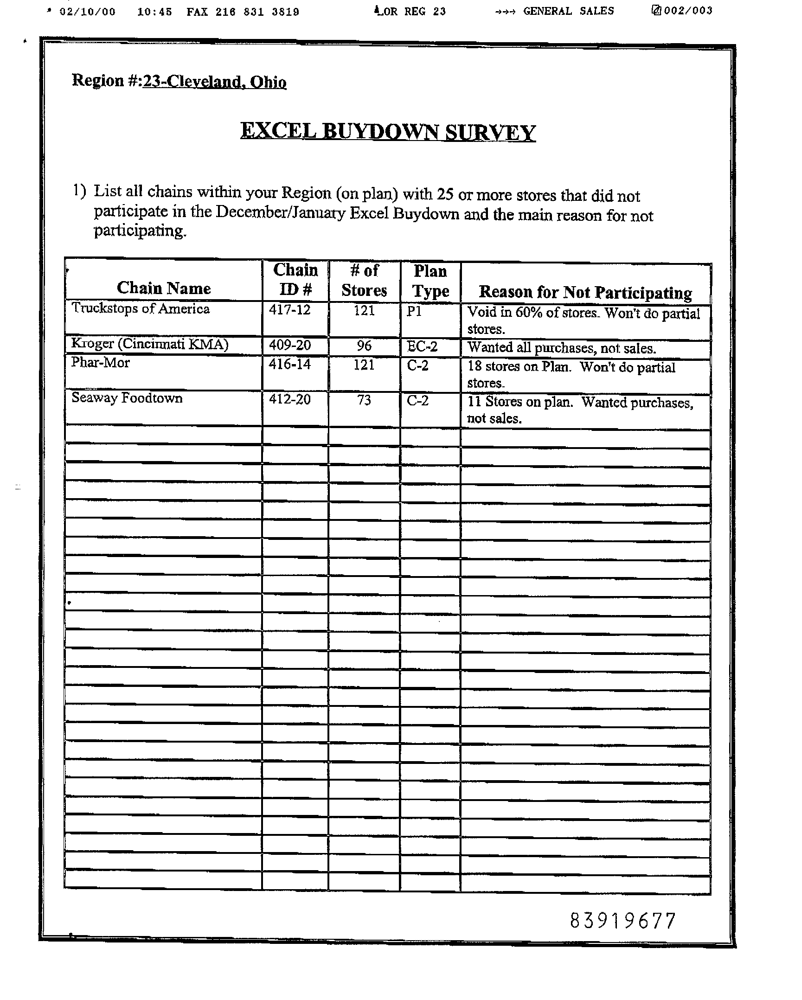 02/10/00 10:45 FAX 216 831 3819 LOR REG 23 →→→ GENERAL SALES 002/003
Region #:23-Cleveland, Ohio
EXCEL BUYDOWN SURVEY
1) List all chains within your Region (on plan) with 25 or more stores that did not
participate in the December/January Excel Buydown and the main reason for not
participating.
Chain # of Plan
Chain Name ID # Stores Type Reason for Not Participating
Truckstops of America 417-12 121 P1 Void in 60% of stores. Won't do partial
stores.
Kroger (Cincinnati KMA) 409-20 96 EC-2 Wanted all purchases, not sales.
Phar-Mor 416-14 121 C-2 18 stores on Plan. Won't do partial
stores.
Seaway Foodtown 412-20 73 C-2 11 Stores on plan. Wanted purchases,
not sales.
83919677